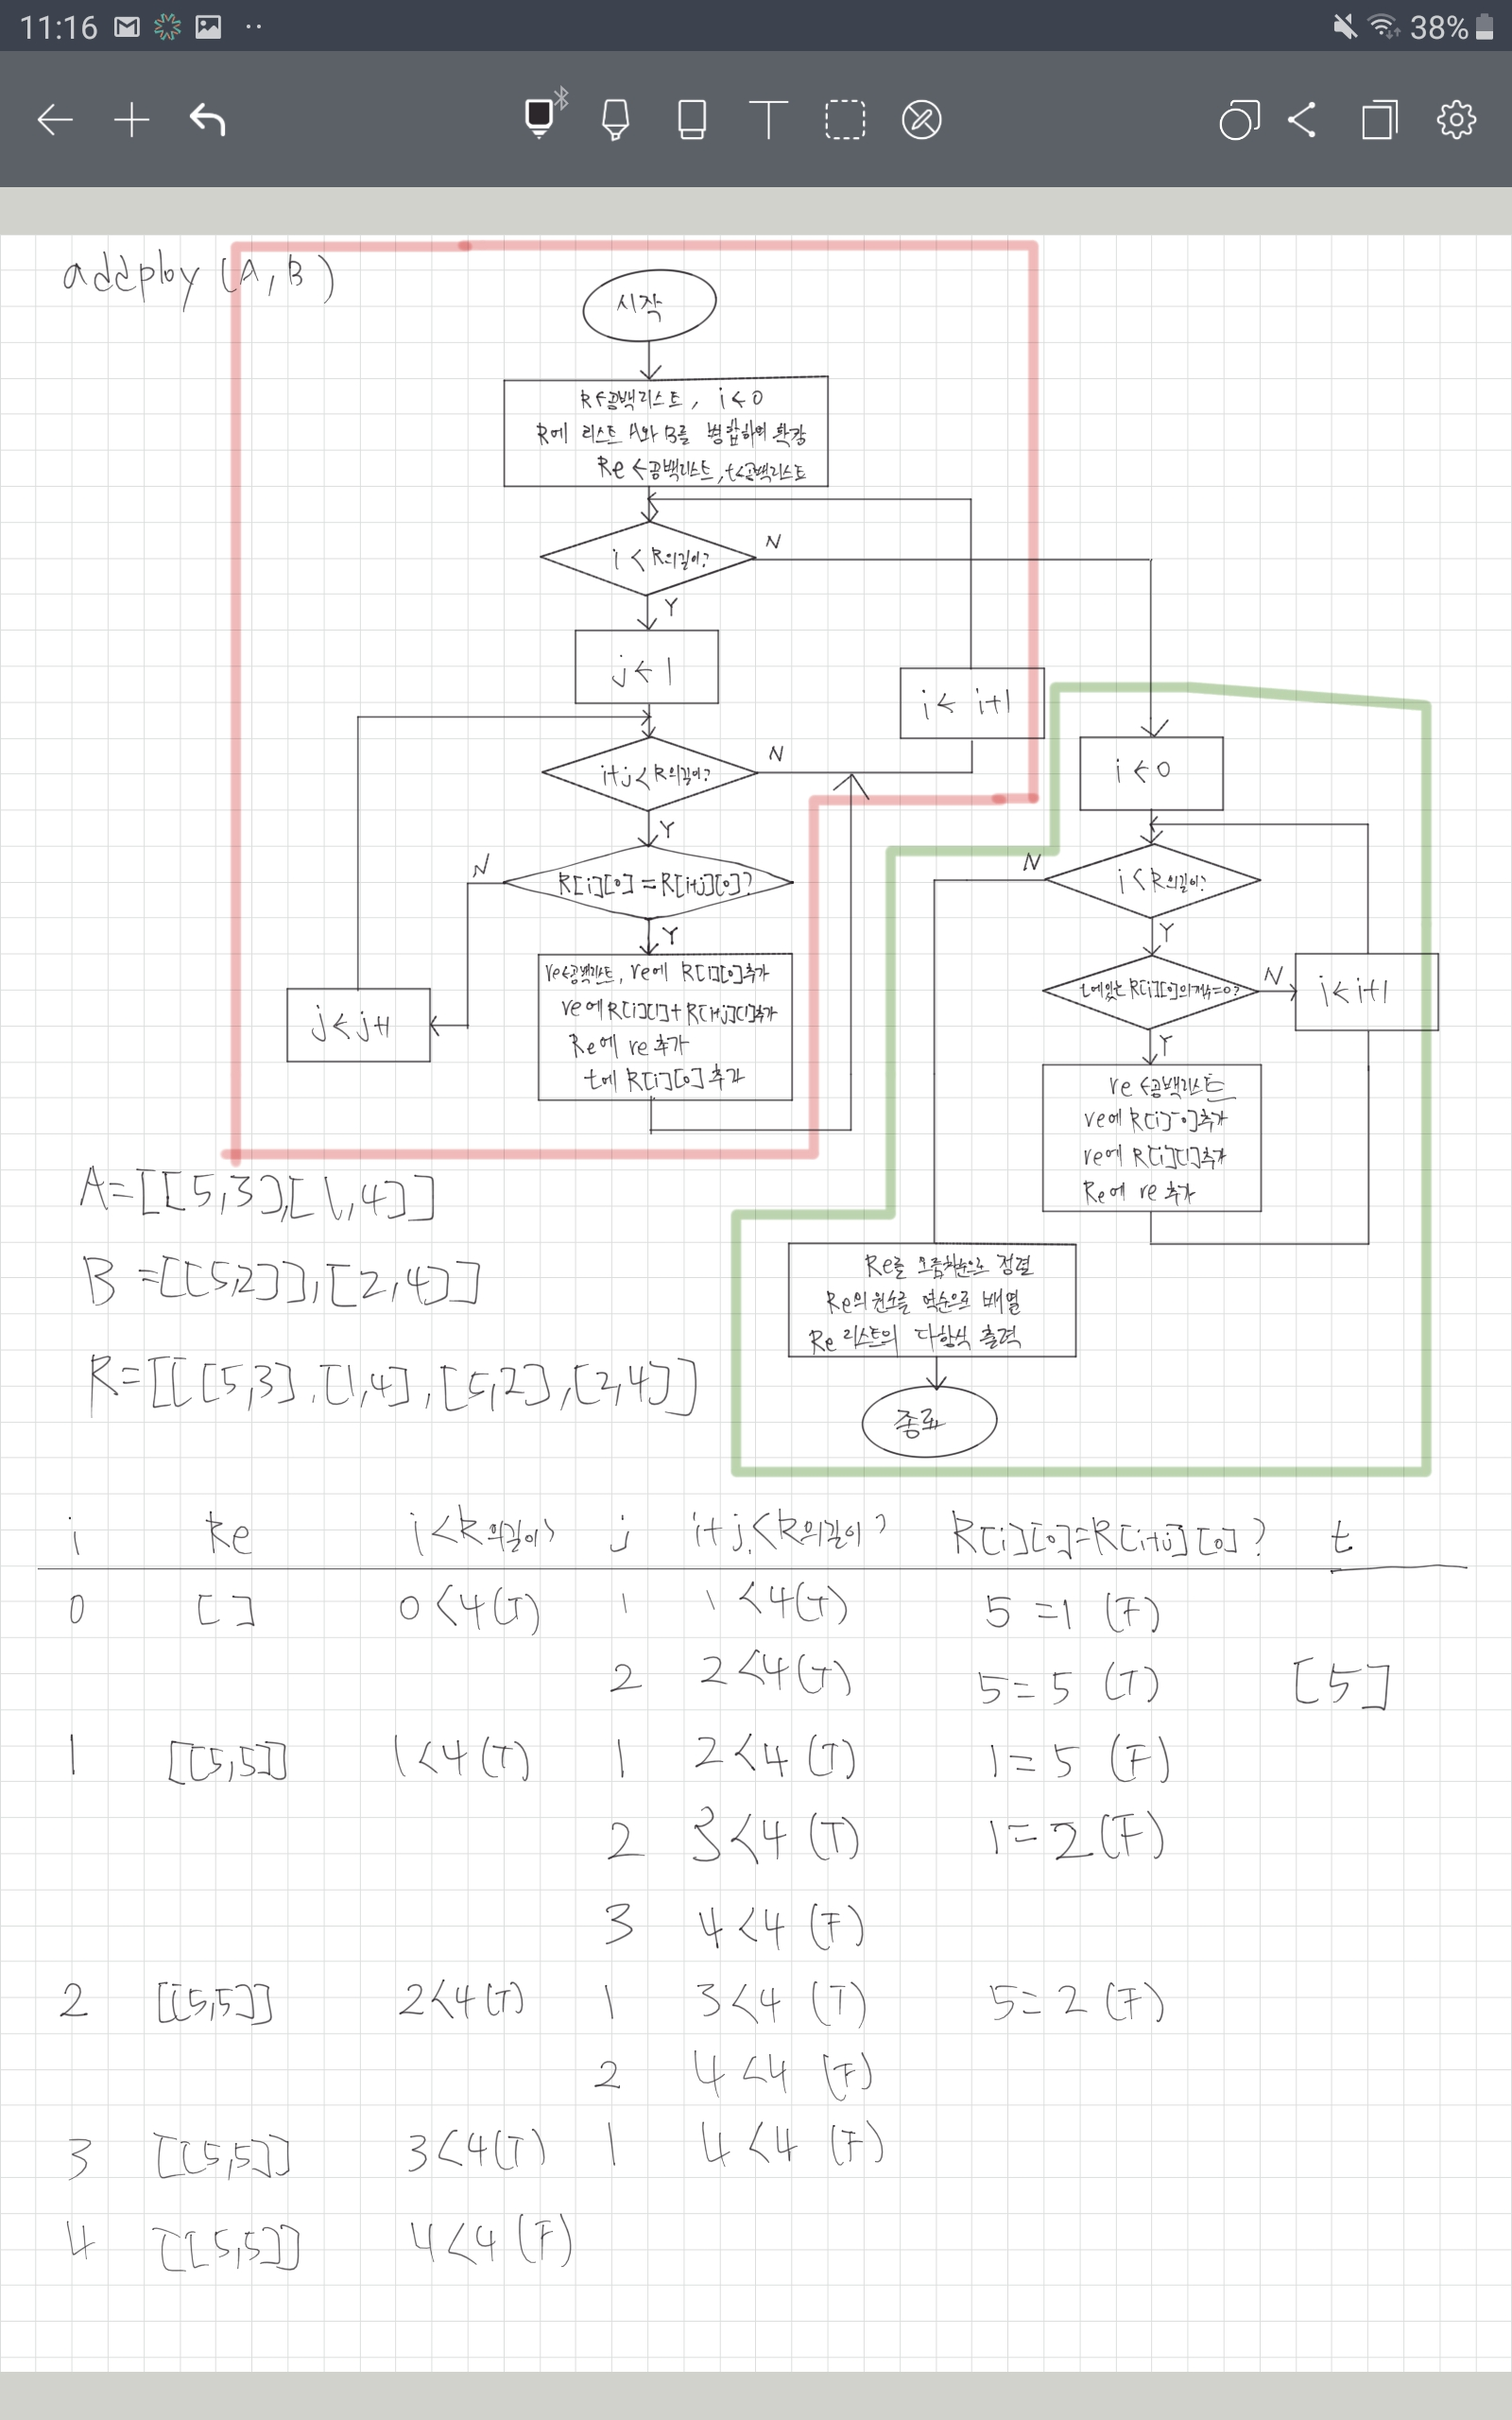 11:16
38%
addploy (A, B)
시작
R←공백리스트, i←0
R에 리스트 A와 B를 병합하여 확장
Re←공백리스트, t←공백리스트
i < R의길이?
N
Y
j←1
i←i+1
i+j < R의길이?
N
Y
R[i][0] = R[i+j][0]?
N
Y
re←공백리스트, re에 R[i][0]추가
re에 R[i][1]+R[i+j][1]추가
Re에 re 추가
t에 R[i][0] 추가
j←j+1
i←0
i < R의길이?
N
Y
t에있는 R[i][0]의개수=0?
N
Y
i←i+1
re←공백리스트
re에 R[i][0]추가
re에 R[i][1]추가
Re에 re 추가
Re를 오름차순으로 정렬
Re의 원소를 역순으로 배열
Re 리스트의 다항식 출력
종료
A=[[5,3],[1,4]]
B=[[5,2]],[2,4]]
R=[[[5,3],[1,4],[5,2],[2,4]]
i Re i<R의길이? j i+j<R의길이? R[i][0]=R[i+j][0]? t
0 [] 0<4(T) 1 1<4(T) 5=1 (F)
2 2<4(T) 5=5 (T) [5]
1 [[5,5]] 1<4(T) 1 2<4(T) 1=5 (F)
2 3<4(T) 1=2(F)
3 4<4 (F)
2 [[5,5]] 2<4(T) 1 3<4 (T) 5=2 (F)
2 4<4 (F)
3 [[5,5]] 3<4(T) 1 4<4 (F)
4 [[5,5]] 4<4(F)